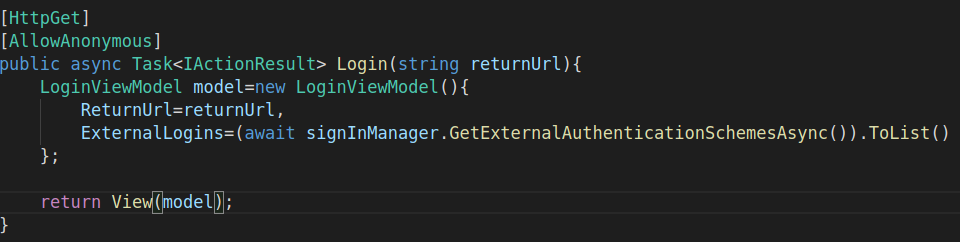 [HttpGet]
[AllowAnonymous]
public async Task<IActionResult> Login(string returnUrl){
    LoginViewModel model=new LoginViewModel(){
        ReturnUrl=returnUrl,
        ExternalLogins=(await signInManager.GetExternalAuthenticationSchemesAsync()).ToList()
    };
    return View(model);
}